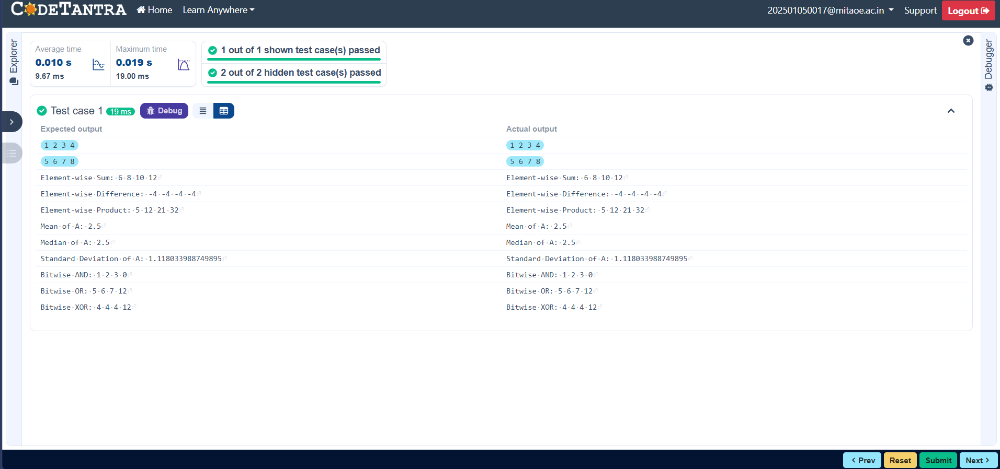 CODETANTRA Home Learn Anywhere 202501050017@mitaoe.ac.in Support Logout
Explorer
Debugger
Average time Maximum time
0.010 s 0.019 s
9.67 ms 19.00 ms
1 out of 1 shown test case(s) passed
2 out of 2 hidden test case(s) passed
Test case 1 19 ms Debug
Expected output Actual output
1 2 3 4 1 2 3 4
5 6 7 8 5 6 7 8
Element-wise·Sum:·6·8·10·12⏎ Element-wise·Sum:·6·8·10·12⏎
Element-wise·Difference:·-4·-4·-4·-4⏎ Element-wise·Difference:·-4·-4·-4·-4⏎
Element-wise·Product:·5·12·21·32⏎ Element-wise·Product:·5·12·21·32⏎
Mean·of·A:·2.5⏎ Mean·of·A:·2.5⏎
Median·of·A:·2.5⏎ Median·of·A:·2.5⏎
Standard·Deviation·of·A:·1.118033988749895⏎ Standard·Deviation·of·A:·1.118033988749895⏎
Bitwise·AND:·1·2·3·0⏎ Bitwise·AND:·1·2·3·0⏎
Bitwise·OR:·5·6·7·12⏎ Bitwise·OR:·5·6·7·12⏎
Bitwise·XOR:·4·4·4·12⏎ Bitwise·XOR:·4·4·4·12⏎
Prev Reset Submit Next